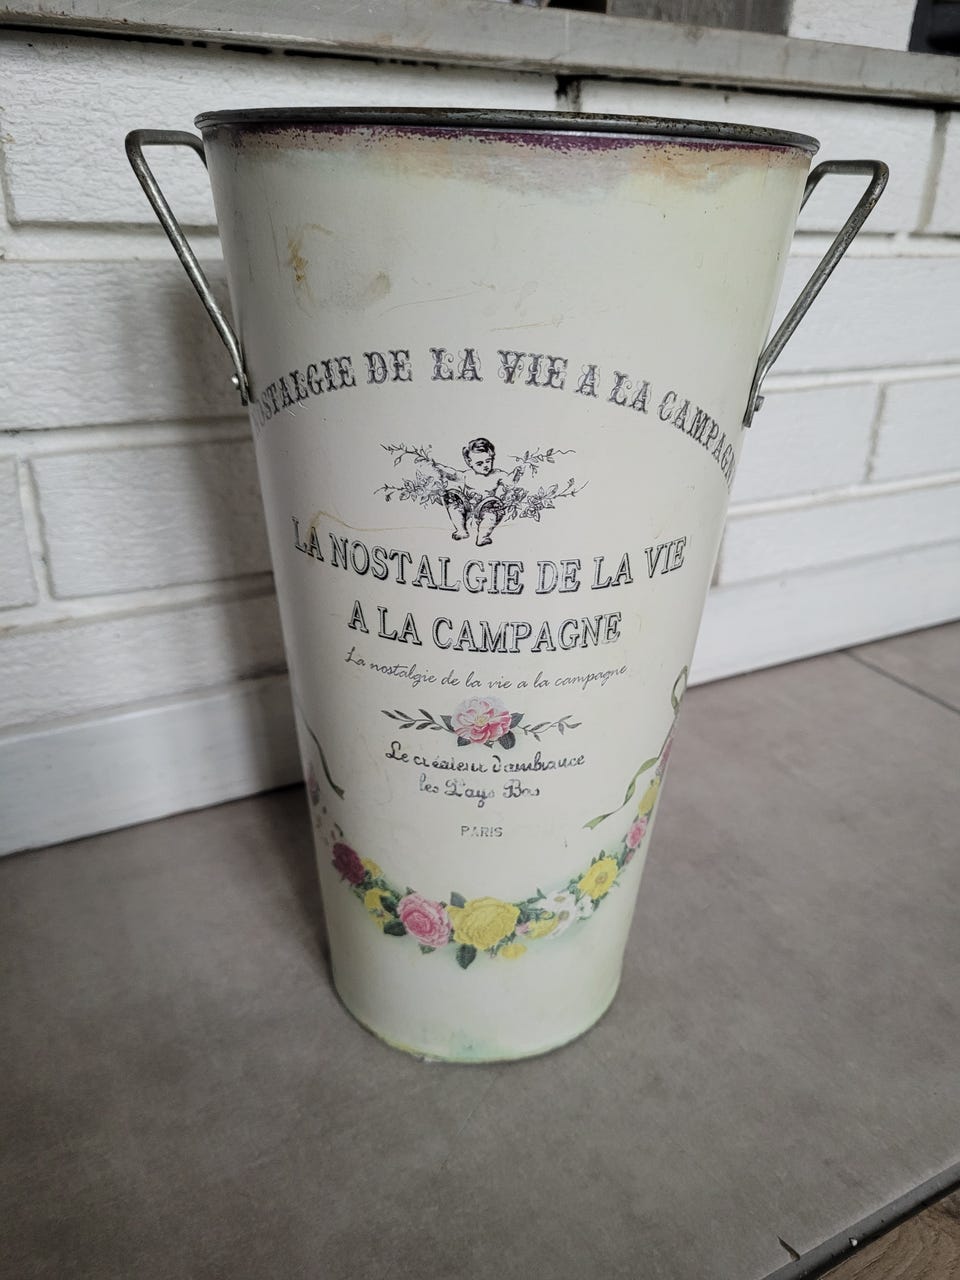 NOSTALGIE DE LA VIE A LA CAMPAGN
LA NOSTALGIE DE LA VIE
A LA CAMPAGNE
La nostalgie de la vie a la campagne
Le créateur d'ambiance
les Pays Bas
PARIS